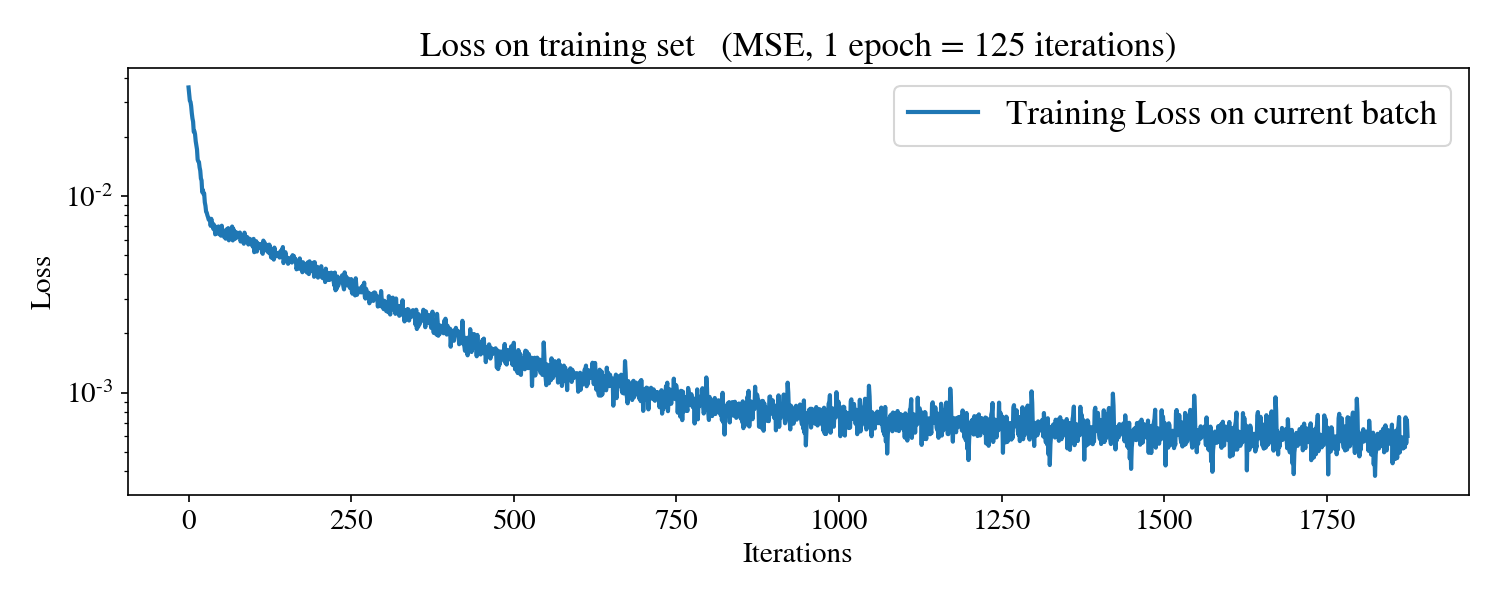 Loss on training set (MSE, 1 epoch = 125 iterations)
Training Loss on current batch
10-2
10-3
Loss
0 250 500 750 1000 1250 1500 1750
Iterations